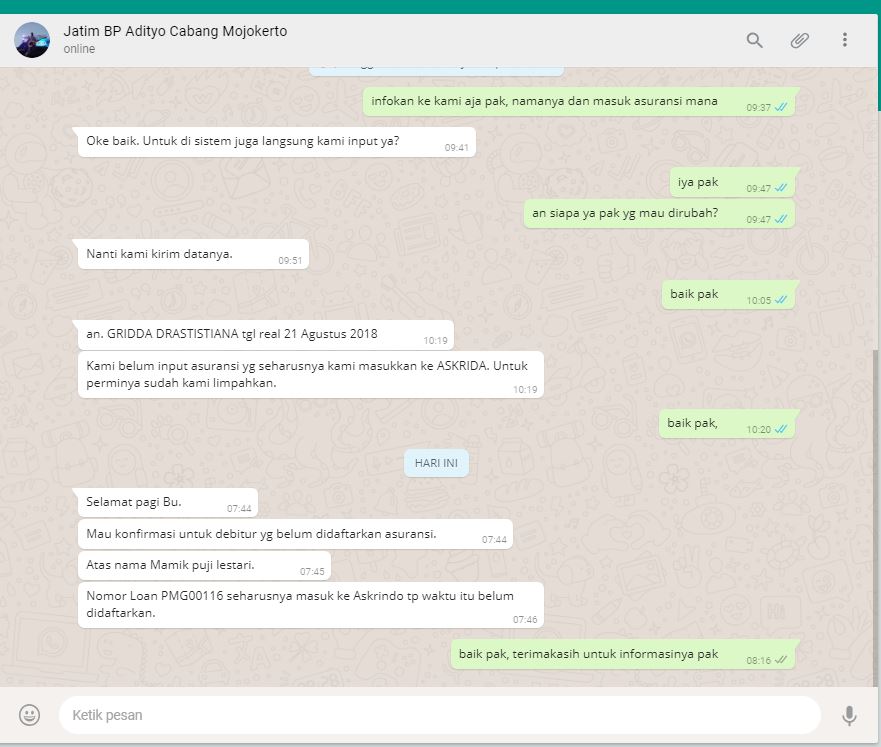 Jatim BP Adityo Cabang Mojokerto
online
infokan ke kami aja pak, namanya dan masuk asuransi mana
09:37
Oke baik. Untuk di sistem juga langsung kami input ya?
09:41
iya pak
09:47
an siapa ya pak yg mau dirubah?
09:47
Nanti kami kirim datanya.
09:51
baik pak
10:05
an. GRIDDA DRASTISTIANA tgl real 21 Agustus 2018
10:19
Kami belum input asuransi yg seharusnya kami masukkan ke ASKRIDA. Untuk
perminya sudah kami limpahkan.
10:19
baik pak,
10:20
HARI INI
Selamat pagi Bu.
07:44
Mau konfirmasi untuk debitur yg belum didaftarkan asuransi.
07:44
Atas nama Mamik puji lestari.
07:45
Nomor Loan PMG00116 seharusnya masuk ke Askrindo tp waktu itu belum
didaftarkan.
07:46
baik pak, terimakasih untuk informasinya pak
08:16
Ketik pesan